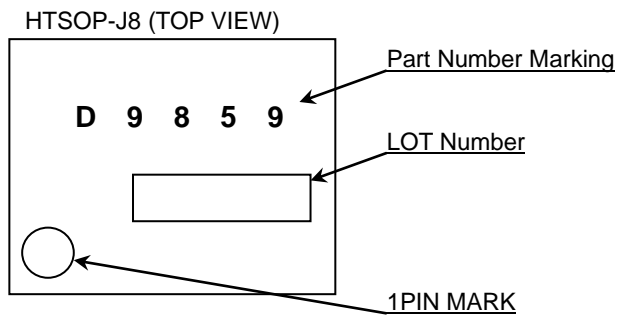 HTSOP-J8 (TOP VIEW)
Part Number Marking
D 9 8 5 9
LOT Number
1PIN MARK